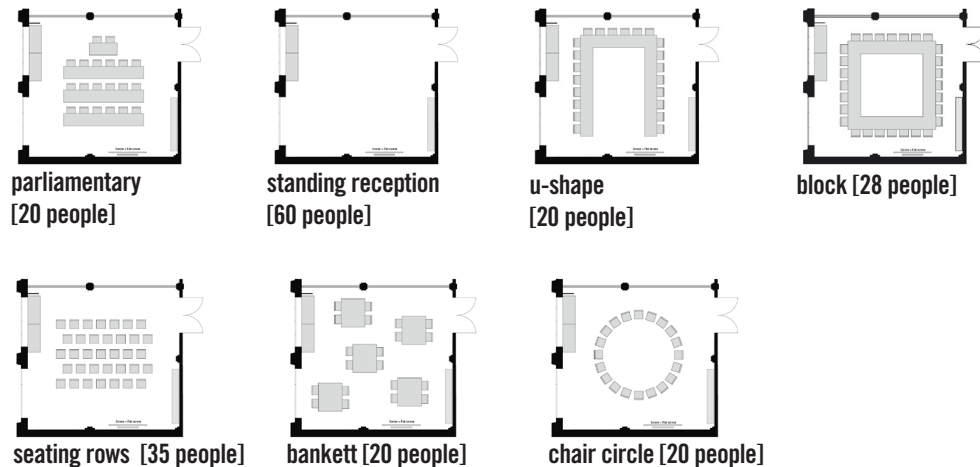 parliamentary
[20 people]
standing reception
[60 people]
u-shape
[20 people]
block [28 people]
seating rows [35 people]
bankett [20 people]
chair circle [20 people]